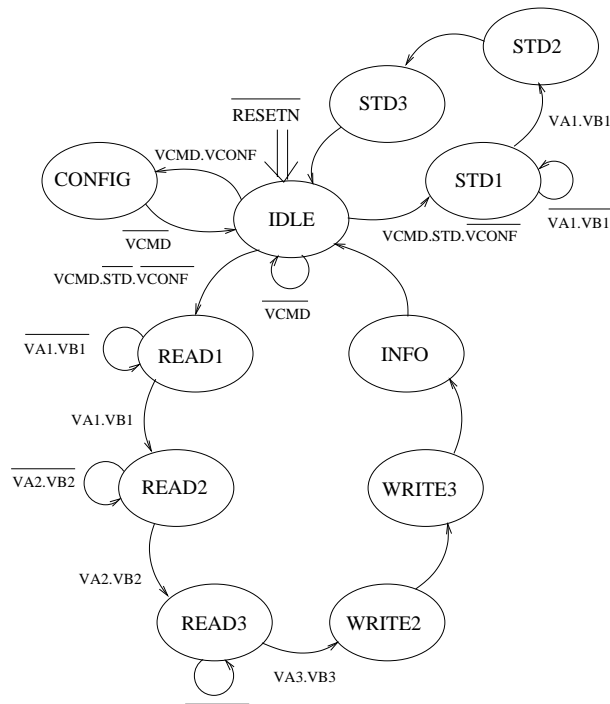 STD2
STD3
RESETN
VA1.VB1
VCMD.VCONF
CONFIG
STD1
IDLE
VCMD
VA1.VB1
VCMD.STD.VCONF
VCMD.STD.VCONF
VCMD
VA1.VB1
READ1
INFO
VA1.VB1
VA2.VB2
READ2
WRITE3
VA2.VB2
READ3
WRITE2
VA3.VB3